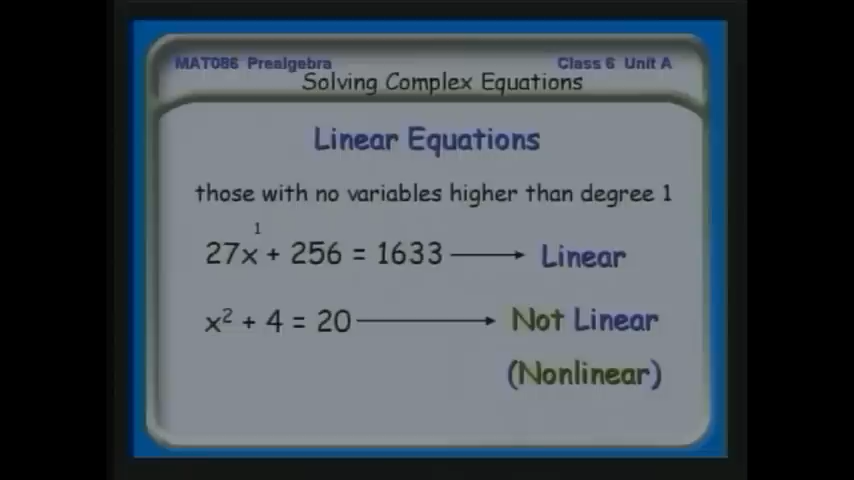 MAT086 Prealgebra Class 6 Unit A
Solving Complex Equations
Linear Equations
those with no variables higher than degree 1
27x¹ + 256 = 1633 → Linear
x² + 4 = 20 → Not Linear
(Nonlinear)